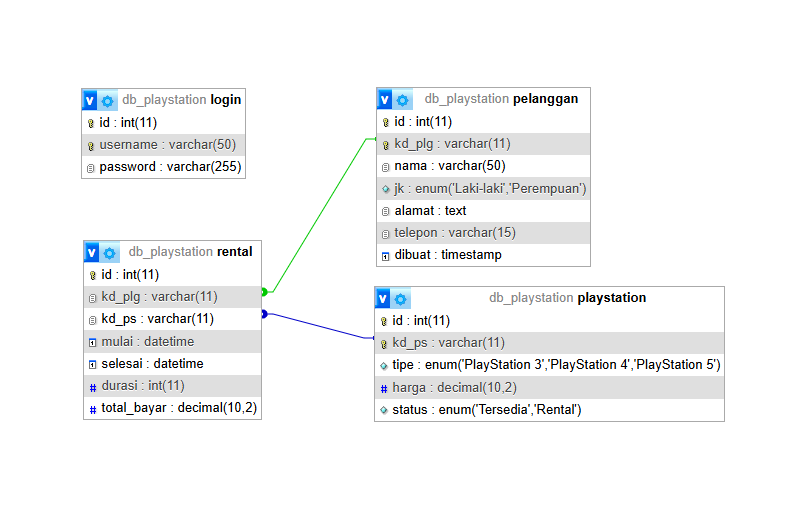 db_playstation login
id : int(11)
username : varchar(50)
password : varchar(255)
db_playstation pelanggan
id : int(11)
kd_plg : varchar(11)
nama : varchar(50)
jk : enum('Laki-laki','Perempuan')
alamat : text
telepon : varchar(15)
dibuat : timestamp
db_playstation rental
id : int(11)
kd_plg : varchar(11)
kd_ps : varchar(11)
mulai : datetime
selesai : datetime
durasi : int(11)
total_bayar : decimal(10,2)
db_playstation playstation
id : int(11)
kd_ps : varchar(11)
tipe : enum('PlayStation 3','PlayStation 4','PlayStation 5')
harga : decimal(10,2)
status : enum('Tersedia','Rental')